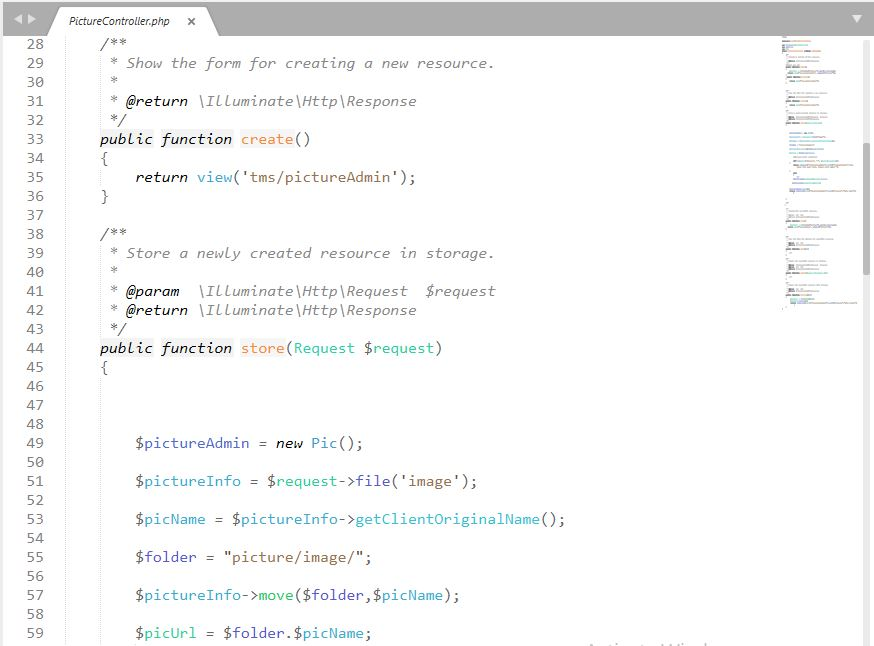 PictureController.php ×
28 /**
29 * Show the form for creating a new resource.
30 *
31 * @return \Illuminate\Http\Response
32 */
33 public function create()
34 {
35 return view('tms/pictureAdmin');
36 }
37
38 /**
39 * Store a newly created resource in storage.
40 *
41 * @param  \Illuminate\Http\Request  $request
42 * @return \Illuminate\Http\Response
43 */
44 public function store(Request $request)
45 {
46
47
48
49 $pictureAdmin = new Pic();
50
51 $pictureInfo = $request->file('image');
52
53 $picName = $pictureInfo->getClientOriginalName();
54
55 $folder = "picture/image/";
56
57 $pictureInfo->move($folder,$picName);
58
59 $picUrl = $folder.$picName;